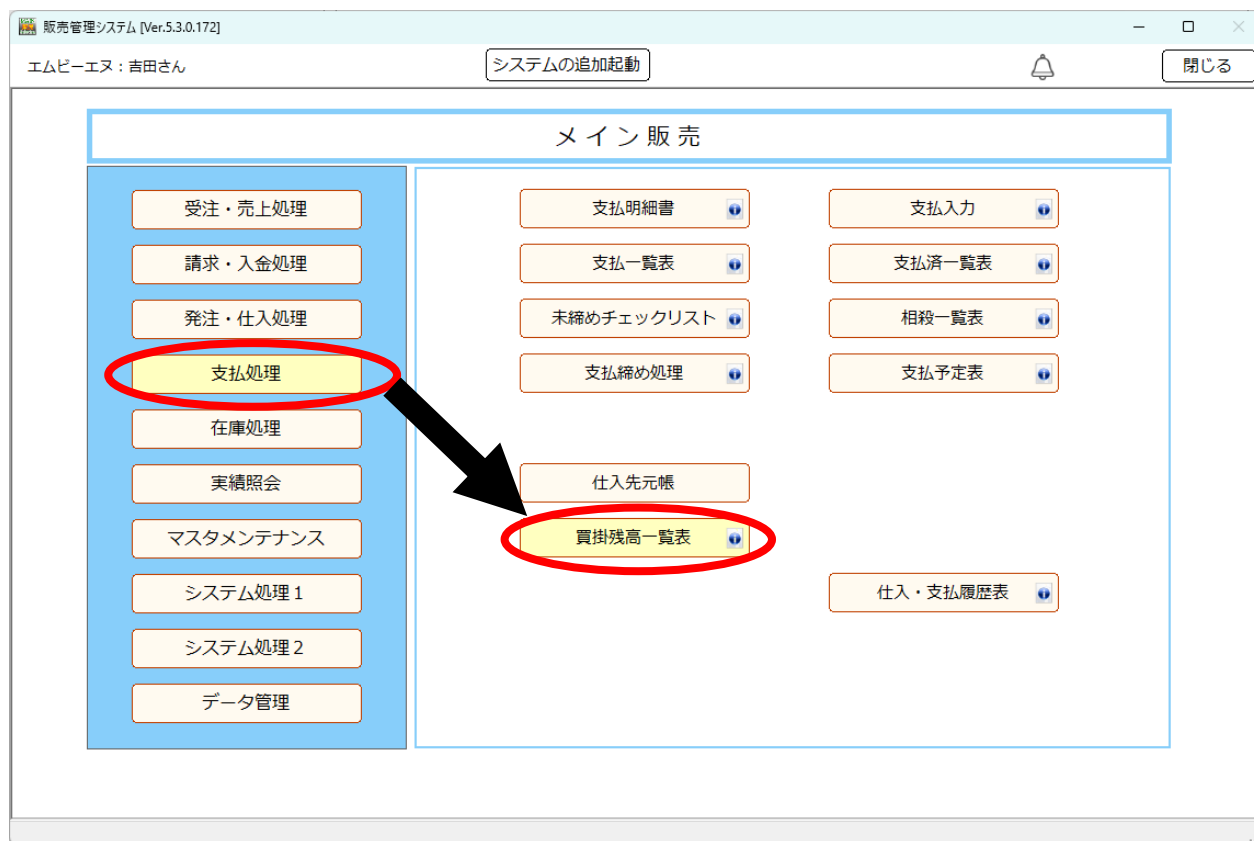 販売管理システム [Ver.5.3.0.172]
エムビーエヌ：吉田さん
システムの追加起動
閉じる
メイン販売
受注・売上処理
請求・入金処理
発注・仕入処理
支払処理
在庫処理
実績照会
マスタメンテナンス
システム処理１
システム処理２
データ管理
支払明細書
支払入力
支払一覧表
支払済一覧表
未締めチェックリスト
相殺一覧表
支払締め処理
支払予定表
仕入先元帳
買掛残高一覧表
仕入・支払履歴表